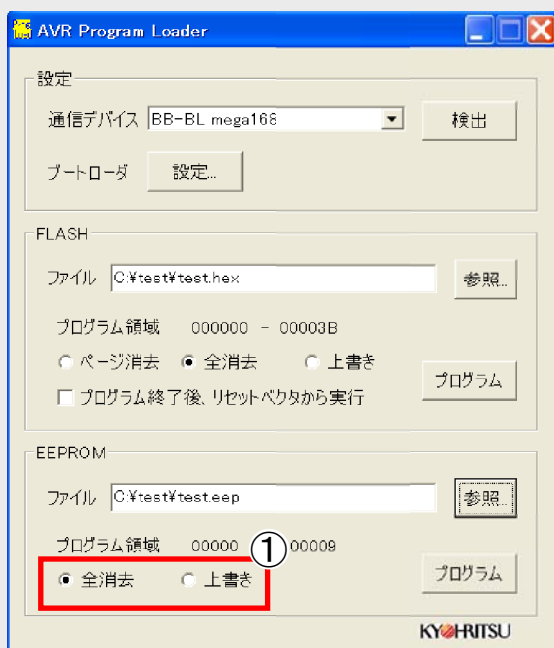 AVR Program Loader
設定
通信デバイス BB-BL mega168 検出
ブートローダ 設定...
FLASH
ファイル C:¥test¥test.hex 参照...
プログラム領域 000000 - 00003B
ページ消去 全消去 上書き
プログラム終了後、リセットベクタから実行
プログラム
EEPROM
ファイル C:¥test¥test.eep 参照...
プログラム領域 00000 ① 00009
全消去 上書き
プログラム
KYOHRITSU